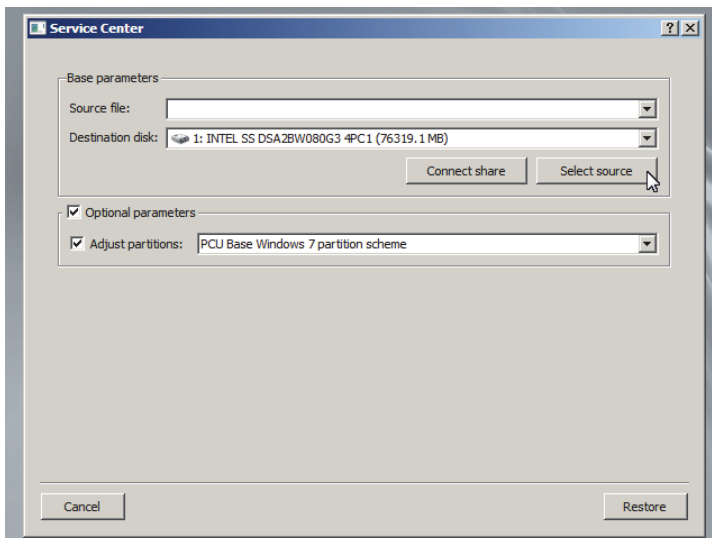 Service Center
Base parameters
Source file:
Destination disk: 1: INTEL SS DSA2BW080G3 4PC1 (76319.1 MB)
Connect share Select source
Optional parameters
Adjust partitions: PCU Base Windows 7 partition scheme
Cancel Restore